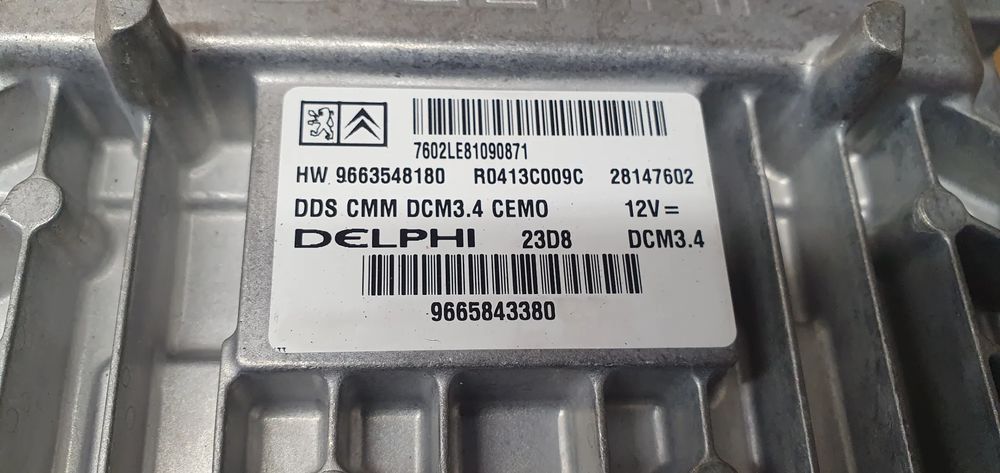 7602LE81090871
HW 9663548180 R0413C009C 28147602
DDS CMM DCM3.4 CEMO 12V=
DELPHI 23D8 DCM3.4
9665843380